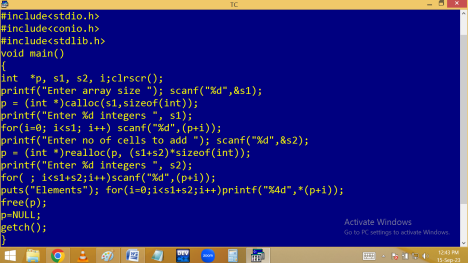 TC
#include<stdio.h>
#include<conio.h>
#include<stdlib.h>
void main()
{
int  *p, s1, s2, i;clrscr();
printf("Enter array size "); scanf("%d",&s1);
p = (int *)calloc(s1,sizeof(int));
printf("Enter %d integers ", s1);
for(i=0; i<s1; i++) scanf("%d",(p+i));
printf("Enter no of cells to add "); scanf("%d",&s2);
p = (int *)realloc(p, (s1+s2)*sizeof(int));
printf("Enter %d integers ", s2);
for( ; i<s1+s2;i++)scanf("%d",(p+i));
puts("Elements"); for(i=0;i<s1+s2;i++)printf("%4d",*(p+i));
free(p);
p=NULL;
getch();
}
Activate Windows
Go to PC settings to activate Windows.
12:43 PM
15-Sep-23